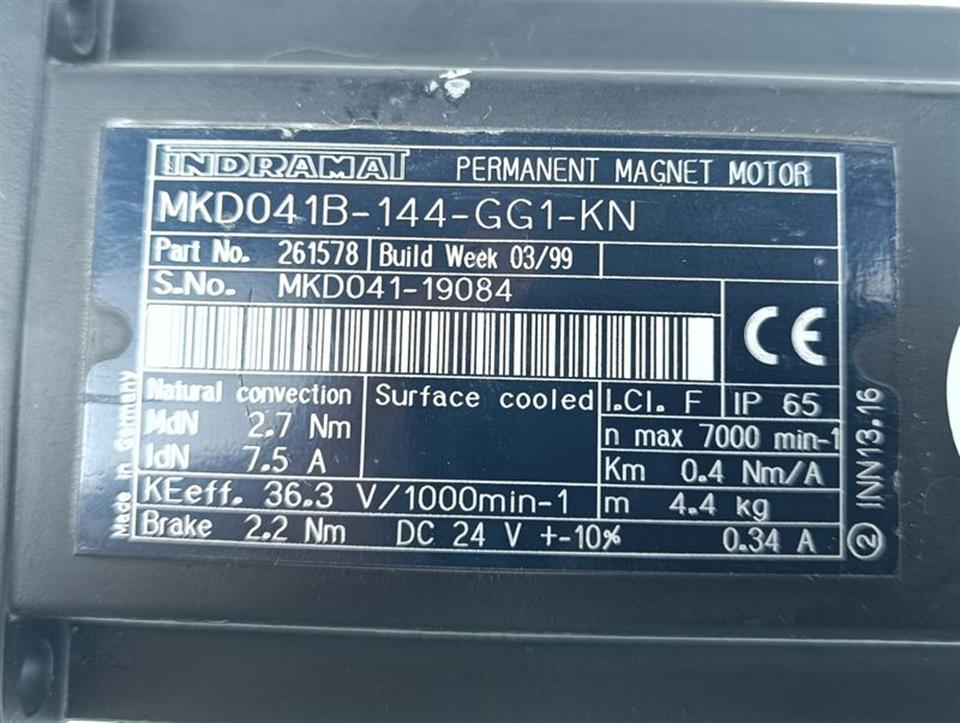 INDRAMAT PERMANENT MAGNET MOTOR
MKD041B-144-GG1-KN
Part No. 261578 Build Week 03/99
S.No. MKD041-19084
CE
Natural convection Surface cooled I.Cl. F IP 65
MdN 2.7 Nm n max 7000 min-1
IdN 7.5 A Km 0.4 Nm/A
KEeff. 36.3 V/1000min-1 m 4.4 kg
Brake 2.2 Nm DC 24 V +-10% 0.34 A
Made in Germany
2 INN13.16